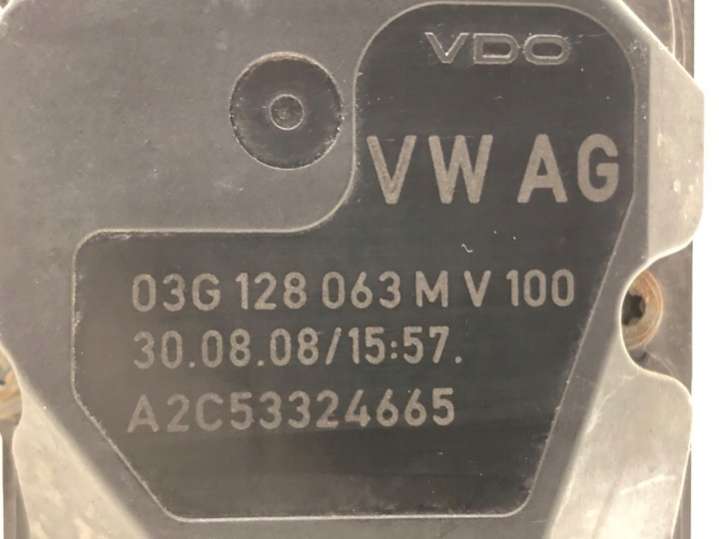 VDO
VW AG
03G 128 063 M V 100
30.08.08/15:57.
A2C53324665